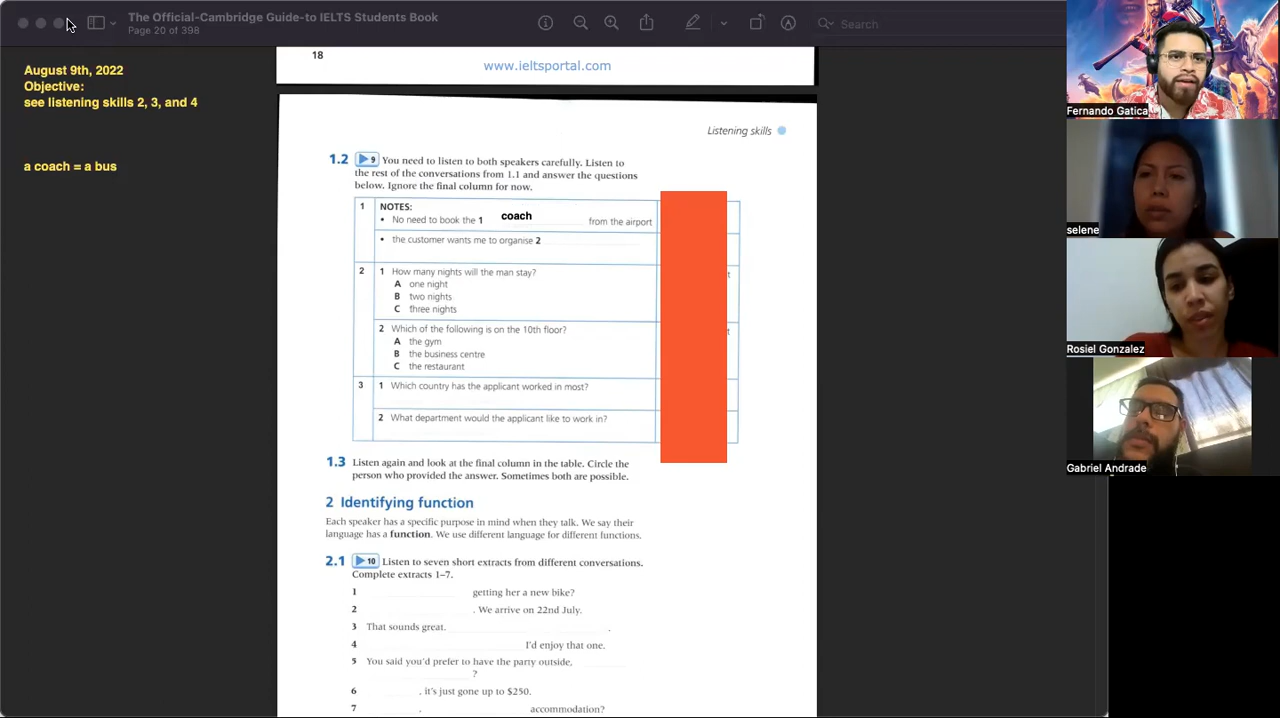 The Official-Cambridge Guide-to IELTS Students Book
Page 20 of 398
Search
August 9th, 2022
Objective:
see listening skills 2, 3, and 4
a coach = a bus
18
www.ieltsportal.com
Listening skills
1.2 9 You need to listen to both speakers carefully. Listen to
the rest of the conversations from 1.1 and answer the questions
below. Ignore the final column for now.
1 NOTES:
• No need to book the 1 coach from the airport
• the customer wants me to organise 2
2 1 How many nights will the man stay?
A one night
B two nights
C three nights
2 Which of the following is on the 10th floor?
A the gym
B the business centre
C the restaurant
3 1 Which country has the applicant worked in most?
2 What department would the applicant like to work in?
1.3 Listen again and look at the final column in the table. Circle the
person who provided the answer. Sometimes both are possible.
2 Identifying function
Each speaker has a specific purpose in mind when they talk. We say their
language has a function. We use different language for different functions.
2.1 10 Listen to seven short extracts from different conversations.
Complete extracts 1–7.
1 getting her a new bike?
2 . We arrive on 22nd July.
3 That sounds great. .
4 I'd enjoy that one.
5 You said you'd prefer to have the party outside,
?
6 , it's just gone up to $250.
7 , accommodation?
Fernando Gatica
selene
Rosiel Gonzalez
Gabriel Andrade